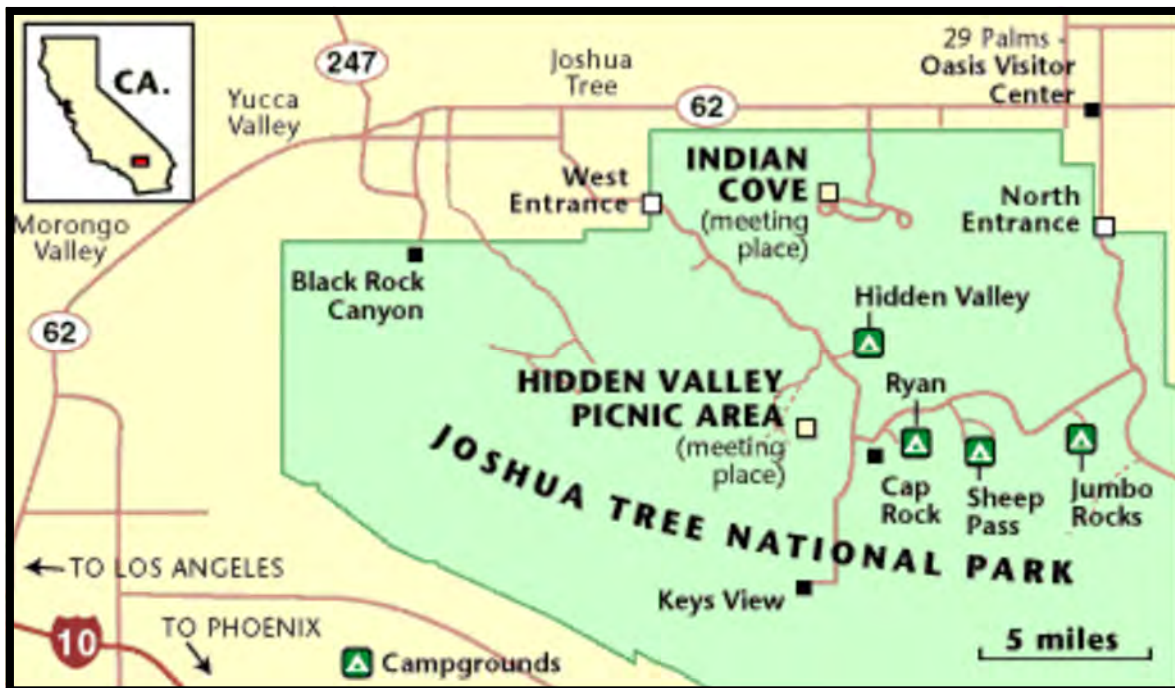 CA.
247
Joshua
Tree
29 Palms -
Oasis Visitor
Center
Yucca
Valley
62
INDIAN
COVE
(meeting
place)
West
Entrance
North
Entrance
Morongo
Valley
Black Rock
Canyon
Hidden Valley
62
HIDDEN VALLEY
PICNIC AREA
(meeting
place)
Ryan
JOSHUA TREE NATIONAL PARK
Cap
Rock
Sheep
Pass
Jumbo
Rocks
TO LOS ANGELES
Keys View
10
TO PHOENIX
Campgrounds
5 miles